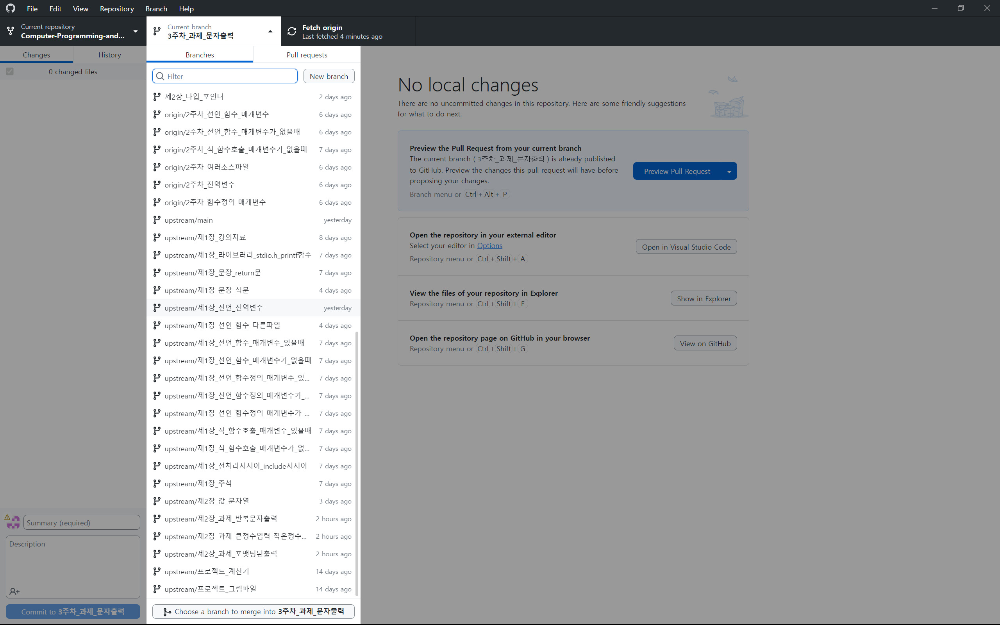 File Edit View Repository Branch Help
Current repository
Computer-Programming-and...
Current branch
3주차_과제_문자출력
Fetch origin
Last fetched 4 minutes ago
Changes History
0 changed files
Branches Pull requests
Filter
New branch
제2장_타입_포인터 2 days ago
origin/2주차_선언_함수_매개변수 6 days ago
origin/2주차_선언_함수_매개변수가_없을때 6 days ago
origin/2주차_식_함수호출_매개변수가_없을때 7 days ago
origin/2주차_여러소스파일 6 days ago
origin/2주차_전역변수 6 days ago
origin/2주차_함수정의_매개변수 6 days ago
upstream/main yesterday
upstream/제1장_강의자료 8 days ago
upstream/제1장_라이브러리_stdio.h_printf함수 7 days ago
upstream/제1장_문장_return문 7 days ago
upstream/제1장_문장_식문 4 days ago
upstream/제1장_선언_전역변수 yesterday
upstream/제1장_선언_함수_다른파일 4 days ago
upstream/제1장_선언_함수_매개변수_있을때 7 days ago
upstream/제1장_선언_함수_매개변수가_없을때 7 days ago
upstream/제1장_선언_함수정의_매개변수_있... 7 days ago
upstream/제1장_선언_함수정의_매개변수가_... 7 days ago
upstream/제1장_선언_함수정의_매개변수가_... 7 days ago
upstream/제1장_식_함수호출_매개변수_있을때 7 days ago
upstream/제1장_식_함수호출_매개변수가_없... 7 days ago
upstream/제1장_전처리지시어_include지시어 7 days ago
upstream/제1장_주석 7 days ago
upstream/제2장_값_문자열 3 days ago
upstream/제2장_과제_반복문자출력 2 hours ago
upstream/제2장_과제_큰정수입력_작은정수... 2 hours ago
upstream/제2장_과제_포맷팅된출력 2 hours ago
upstream/프로젝트_계산기 14 days ago
upstream/프로젝트_그림파일 14 days ago
Choose a branch to merge into 3주차_과제_문자출력
Summary (required)
Description
Commit to 3주차_과제_문자출력
No local changes
There are no uncommitted changes in this repository. Here are some friendly suggestions
for what to do next.
Preview the Pull Request from your current branch
The current branch ( 3주차_과제_문자출력 ) is already published
to GitHub. Preview the changes this pull request will have before
proposing your changes.
Branch menu or Ctrl + Alt + P
Preview Pull Request
Open the repository in your external editor
Select your editor in Options
Repository menu or Ctrl + Shift + A
Open in Visual Studio Code
View the files of your repository in Explorer
Repository menu or Ctrl + Shift + F
Show in Explorer
Open the repository page on GitHub in your browser
Repository menu or Ctrl + Shift + G
View on GitHub